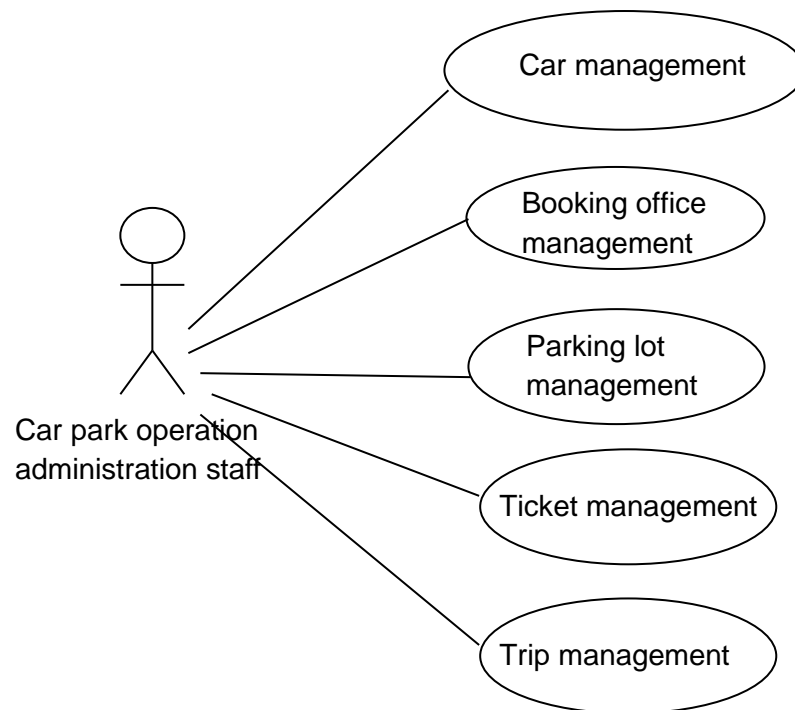 Car management
Booking office
management
Parking lot
management
Car park operation
administration staff
Ticket management
Trip management